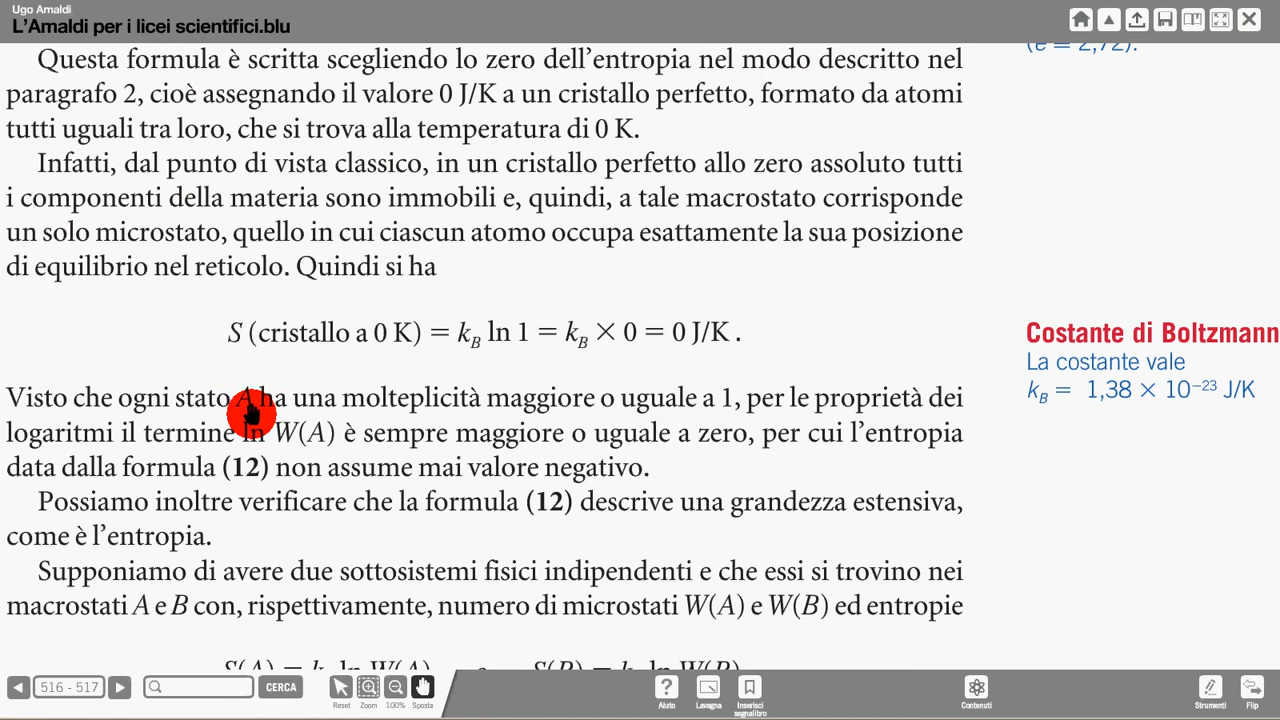 Ugo Amaldi
L'Amaldi per i licei scientifici.blu
(e = 2,72).
Questa formula è scritta scegliendo lo zero dell'entropia nel modo descritto nel
paragrafo 2, cioè assegnando il valore 0 J/K a un cristallo perfetto, formato da atomi
tutti uguali tra loro, che si trova alla temperatura di 0 K.
Infatti, dal punto di vista classico, in un cristallo perfetto allo zero assoluto tutti
i componenti della materia sono immobili e, quindi, a tale macrostato corrisponde
un solo microstato, quello in cui ciascun atomo occupa esattamente la sua posizione
di equilibrio nel reticolo. Quindi si ha
S (cristallo a 0 K) = k_B ln 1 = k_B × 0 = 0 J/K .
Costante di Boltzmann
La costante vale
k_B = 1,38 × 10⁻²³ J/K
Visto che ogni stato A ha una molteplicità maggiore o uguale a 1, per le proprietà dei
logaritmi il termine ln W(A) è sempre maggiore o uguale a zero, per cui l'entropia
data dalla formula (12) non assume mai valore negativo.
Possiamo inoltre verificare che la formula (12) descrive una grandezza estensiva,
come è l'entropia.
Supponiamo di avere due sottosistemi fisici indipendenti e che essi si trovino nei
macrostati A e B con, rispettivamente, numero di microstati W(A) e W(B) ed entropie
S(A) = k ln W(A) e S(B) = k ln W(B)
516 - 517
CERCA
Reset
Zoom
100%
Sposta
Aiuto
Lavagna
Inserisci
segnalibro
Contenuti
Strumenti
Flip